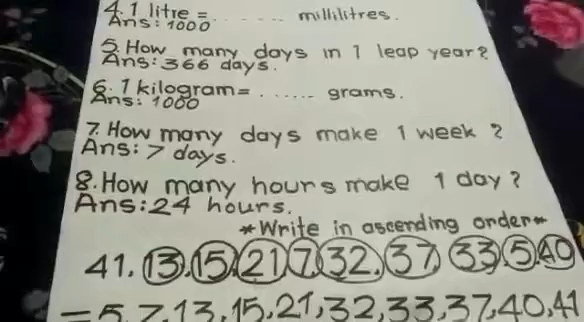 4. 1 litre = ...... millilitres.
Ans: 1000
5. How many days in 1 leap year?
Ans: 366 days.
6. 1 kilogram= ...... grams.
Ans: 1000
7. How many days make 1 week ?
Ans: 7 days.
8. How many hours make 1 day ?
Ans: 24 hours.
*Write in ascending order*
41, 13, 15, 21, 7, 32, 37 33, 5, 40
= 5, 7, 13, 15, 21, 32, 33, 37, 40, 41